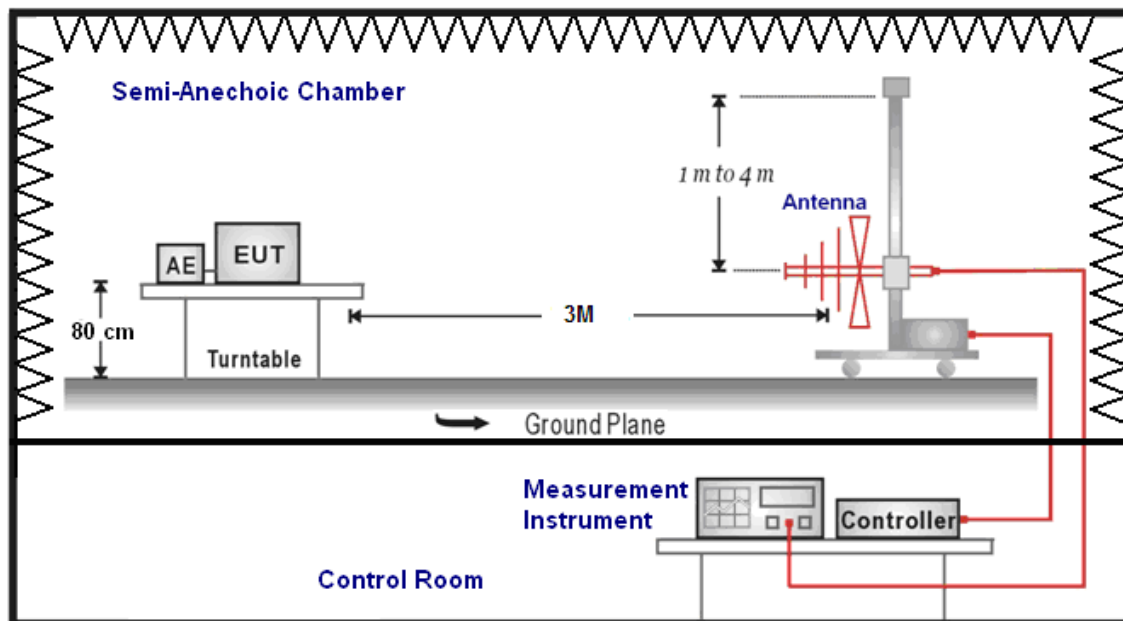 Semi-Anechoic Chamber
1 m to 4 m
Antenna
AE
EUT
80 cm
3M
Turntable
Ground Plane
Measurement
Instrument
Controller
Control Room